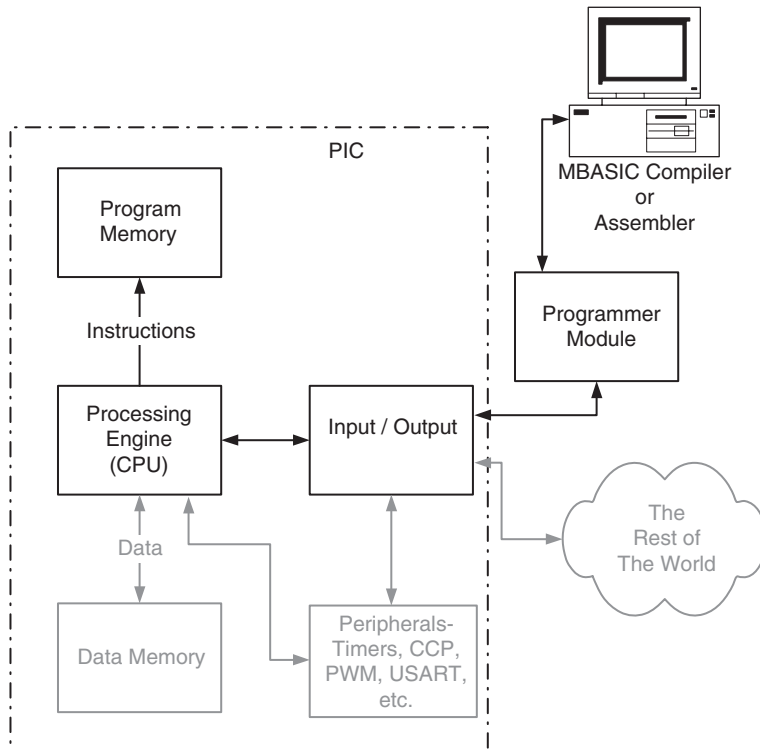 PIC
MBASIC Compiler
or
Assembler
Program
Memory
Instructions
Programmer
Module
Processing
Engine
(CPU)
Input / Output
Data
The
Rest of
The World
Data Memory
Peripherals-
Timers, CCP,
PWM, USART,
etc.